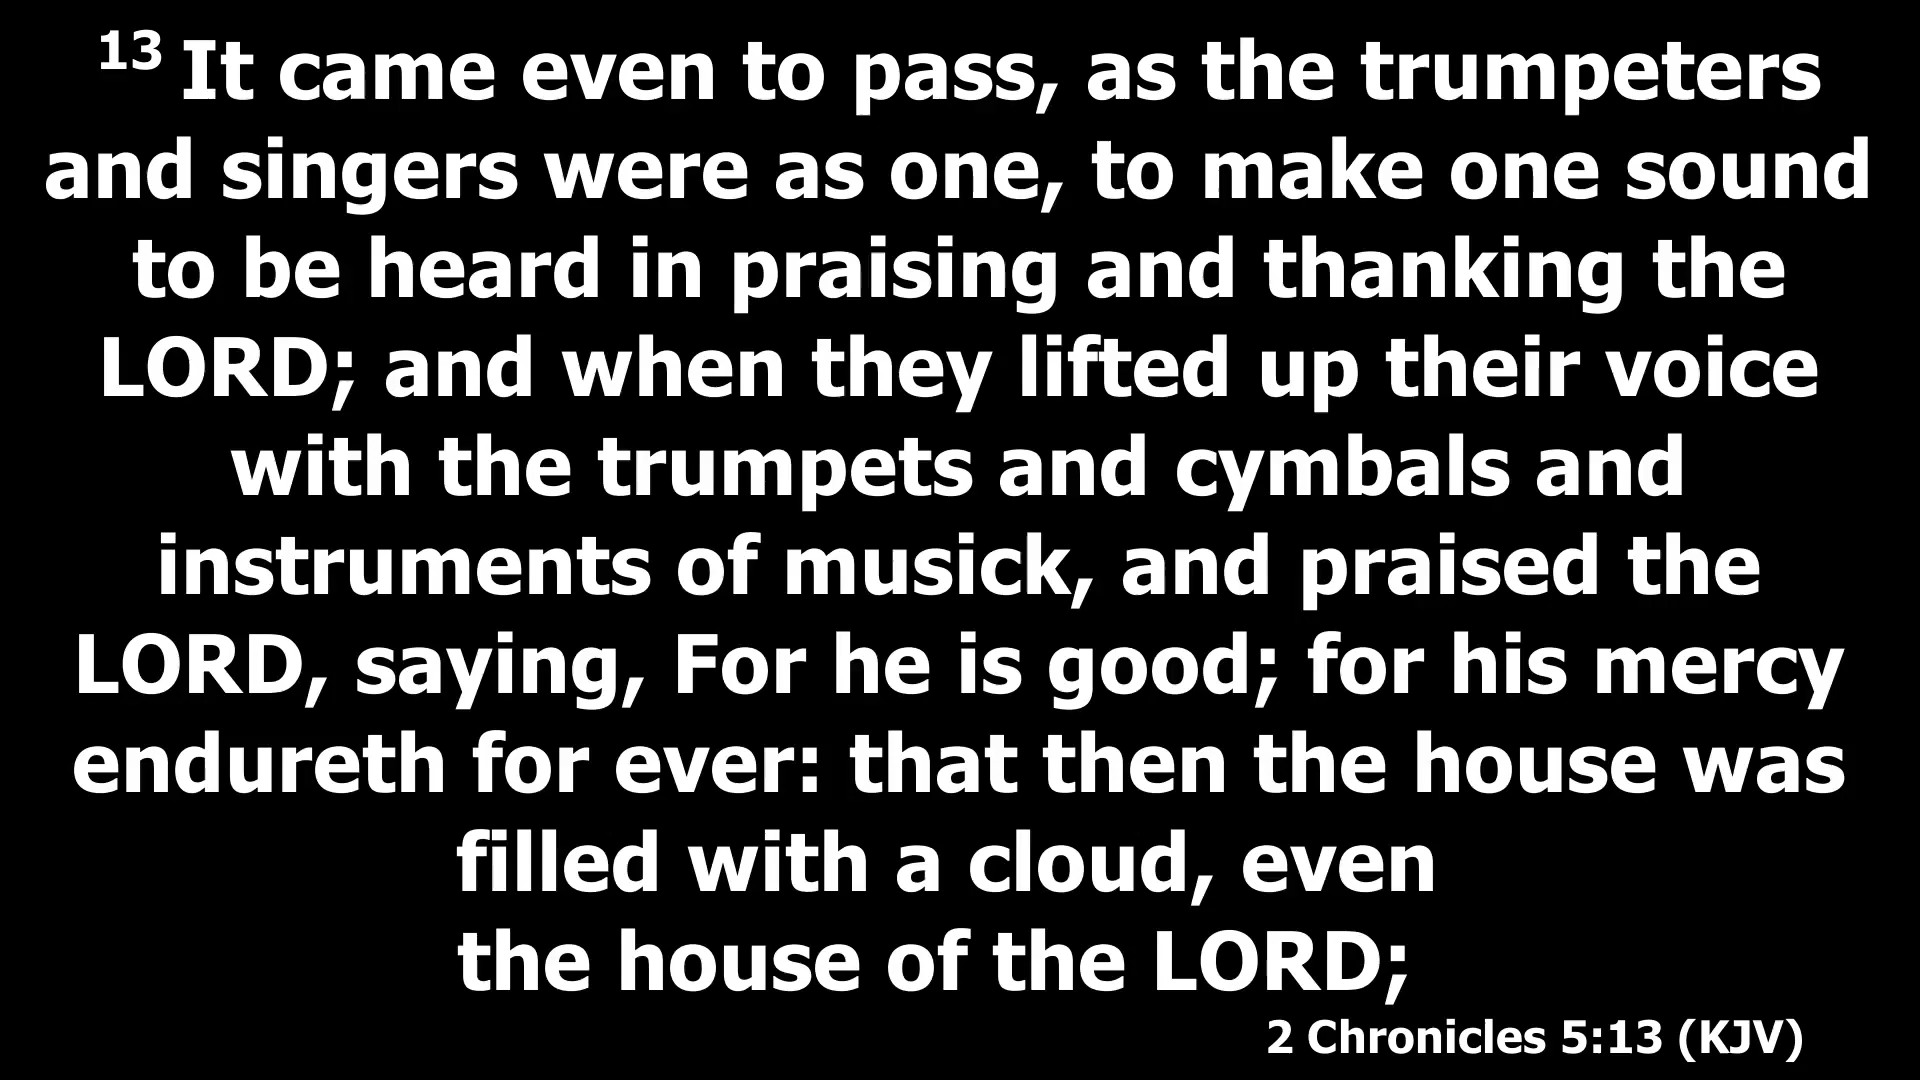 13 It came even to pass, as the trumpeters
and singers were as one, to make one sound
to be heard in praising and thanking the
LORD; and when they lifted up their voice
with the trumpets and cymbals and
instruments of musick, and praised the
LORD, saying, For he is good; for his mercy
endureth for ever: that then the house was
filled with a cloud, even
the house of the LORD;
2 Chronicles 5:13 (KJV)